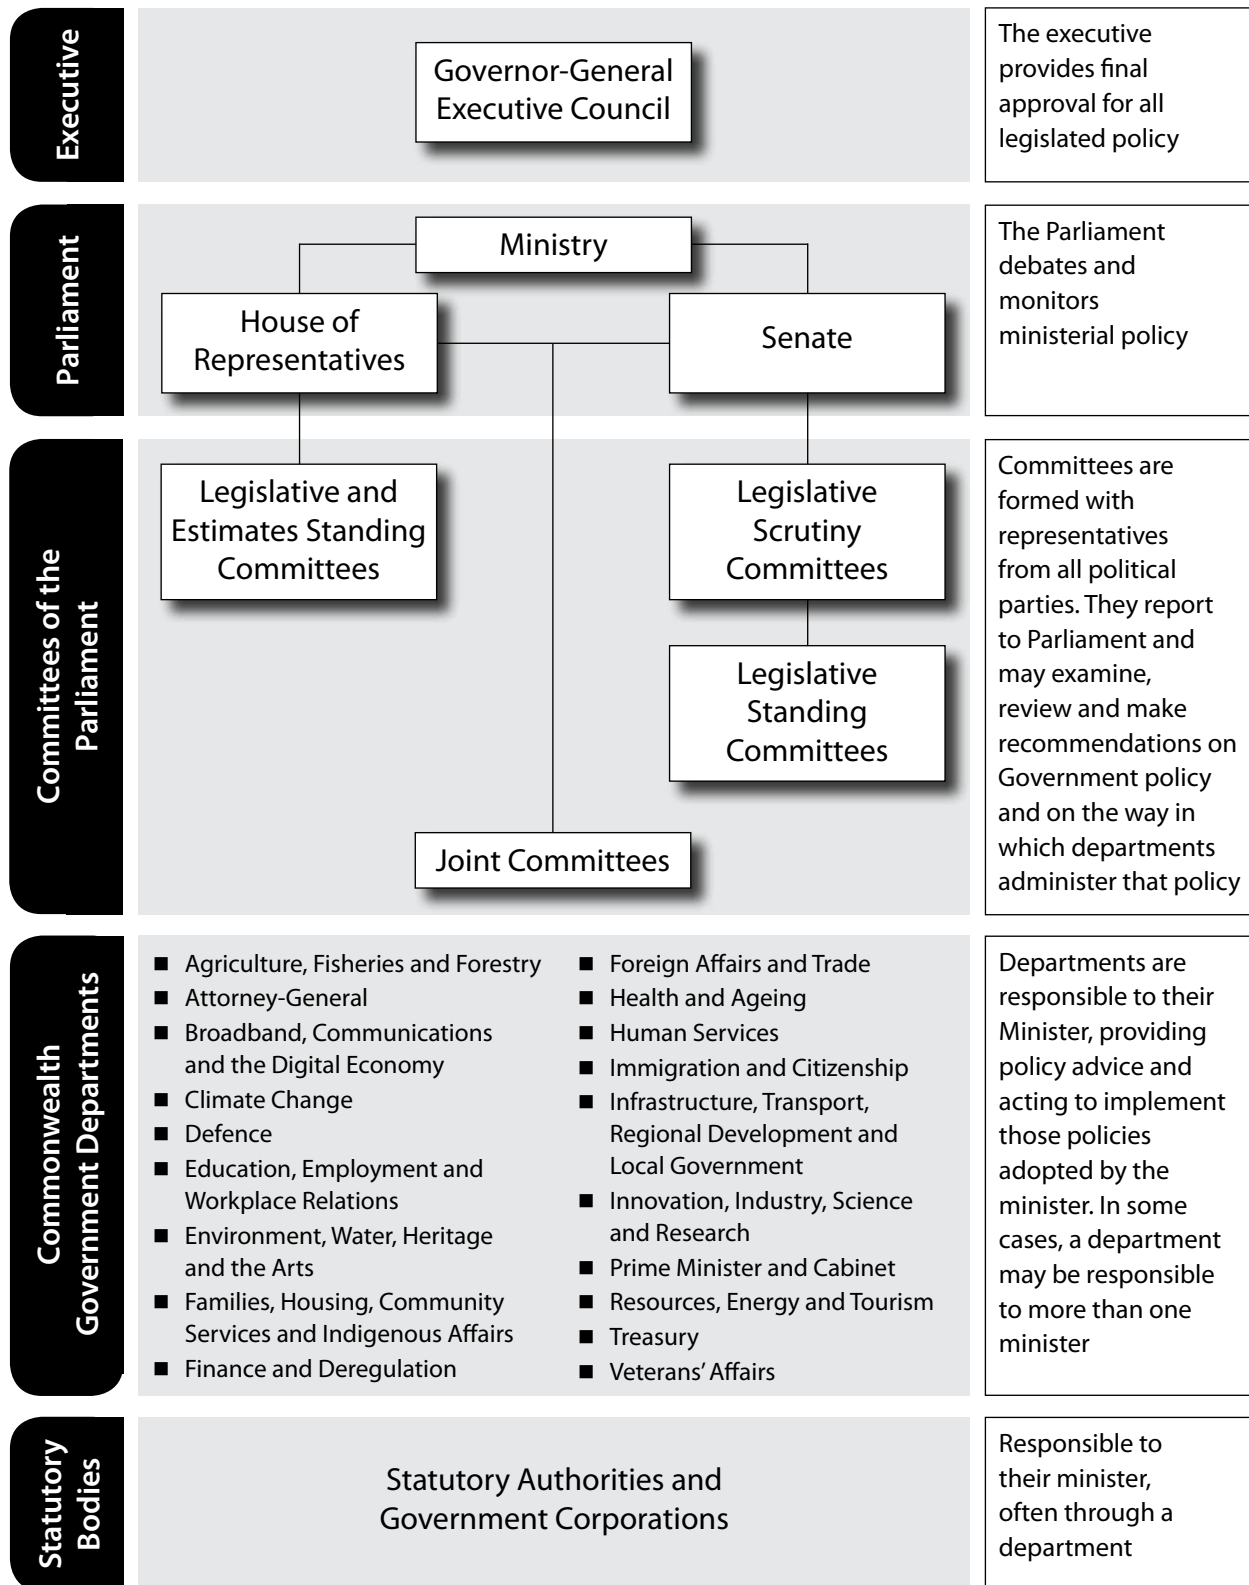 Executive
Governor-General
Executive Council
The executive
provides final
approval for all
legislated policy
Parliament
Ministry
House of
Representatives
Senate
The Parliament
debates and
monitors
ministerial policy
Committees of the
Parliament
Legislative and
Estimates Standing
Committees
Legislative
Scrutiny
Committees
Legislative
Standing
Committees
Joint Committees
Committees are
formed with
representatives
from all political
parties. They report
to Parliament and
may examine,
review and make
recommendations on
Government policy
and on the way in
which departments
administer that policy
Commonwealth
Government Departments
■ Agriculture, Fisheries and Forestry
■ Attorney-General
■ Broadband, Communications
and the Digital Economy
■ Climate Change
■ Defence
■ Education, Employment and
Workplace Relations
■ Environment, Water, Heritage
and the Arts
■ Families, Housing, Community
Services and Indigenous Affairs
■ Finance and Deregulation
■ Foreign Affairs and Trade
■ Health and Ageing
■ Human Services
■ Immigration and Citizenship
■ Infrastructure, Transport,
Regional Development and
Local Government
■ Innovation, Industry, Science
and Research
■ Prime Minister and Cabinet
■ Resources, Energy and Tourism
■ Treasury
■ Veterans' Affairs
Departments are
responsible to their
Minister, providing
policy advice and
acting to implement
those policies
adopted by the
minister. In some
cases, a department
may be responsible
to more than one
minister
Statutory
Bodies
Statutory Authorities and
Government Corporations
Responsible to
their minister,
often through a
department